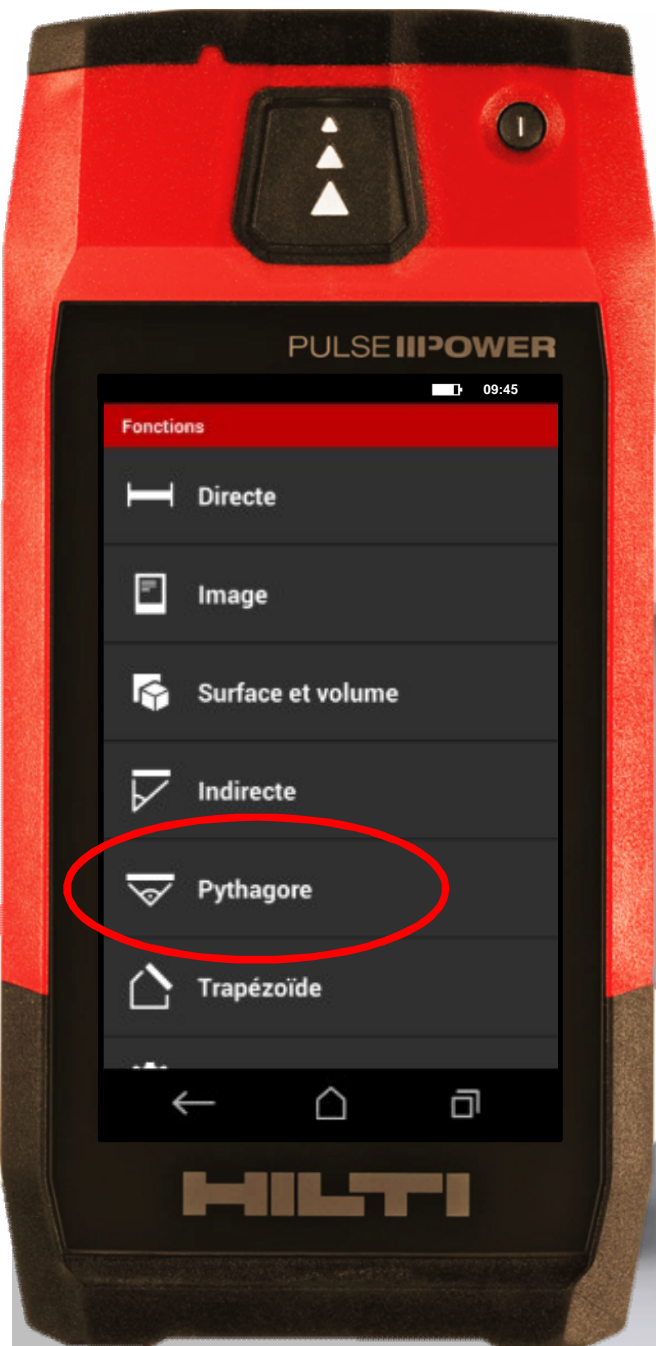 PULSE POWER
09:45
Fonctions
Directe
Image
Surface et volume
Indirecte
Pythagore
Trapézoïde
HILTI